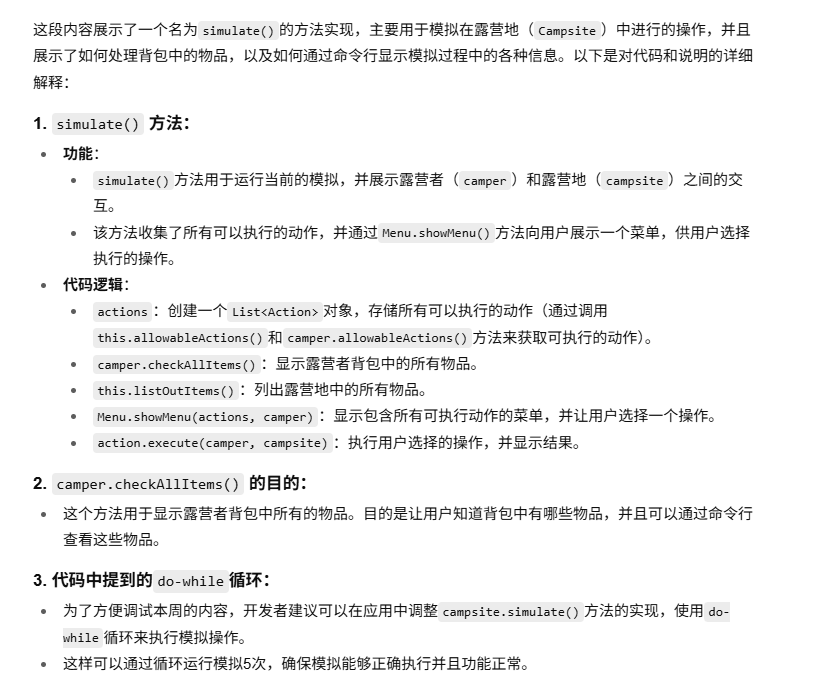 这段内容展示了一个名为 simulate() 的方法实现，主要用于模拟在露营地（ Campsite ）中进行的操作，并且
展示了如何处理背包中的物品，以及如何通过命令行显示模拟过程中的各种信息。以下是对代码和说明的详细
解释：
1. simulate() 方法：
• 功能：
• simulate() 方法用于运行当前的模拟，并展示露营者（ camper ）和露营地（ campsite ）之间的交
互。
• 该方法收集了所有可以执行的动作，并通过 Menu.showMenu() 方法向用户展示一个菜单，供用户选择
执行的操作。
• 代码逻辑：
• actions ：创建一个 List<Action> 对象，存储所有可以执行的动作（通过调用
this.allowableActions() 和 camper.allowableActions() 方法来获取可执行的动作）。
• camper.checkAllItems() ：显示露营者背包中的所有物品。
• this.listOutItems() ：列出露营地中的所有物品。
• Menu.showMenu(actions, camper) ：显示包含所有可执行动作的菜单，并让用户选择一个操作。
• action.execute(camper, campsite) ：执行用户选择的操作，并显示结果。
2. camper.checkAllItems() 的目的：
• 这个方法用于显示露营者背包中所有的物品。目的是让用户知道背包中有哪些物品，并且可以通过命令行
查看这些物品。
3. 代码中提到的 do-while 循环：
• 为了方便调试本周的内容，开发者建议可以在应用中调整 campsite.simulate() 方法的实现，使用 do-
while 循环来执行模拟操作。
• 这样可以通过循环运行模拟5次，确保模拟能够正确执行并且功能正常。